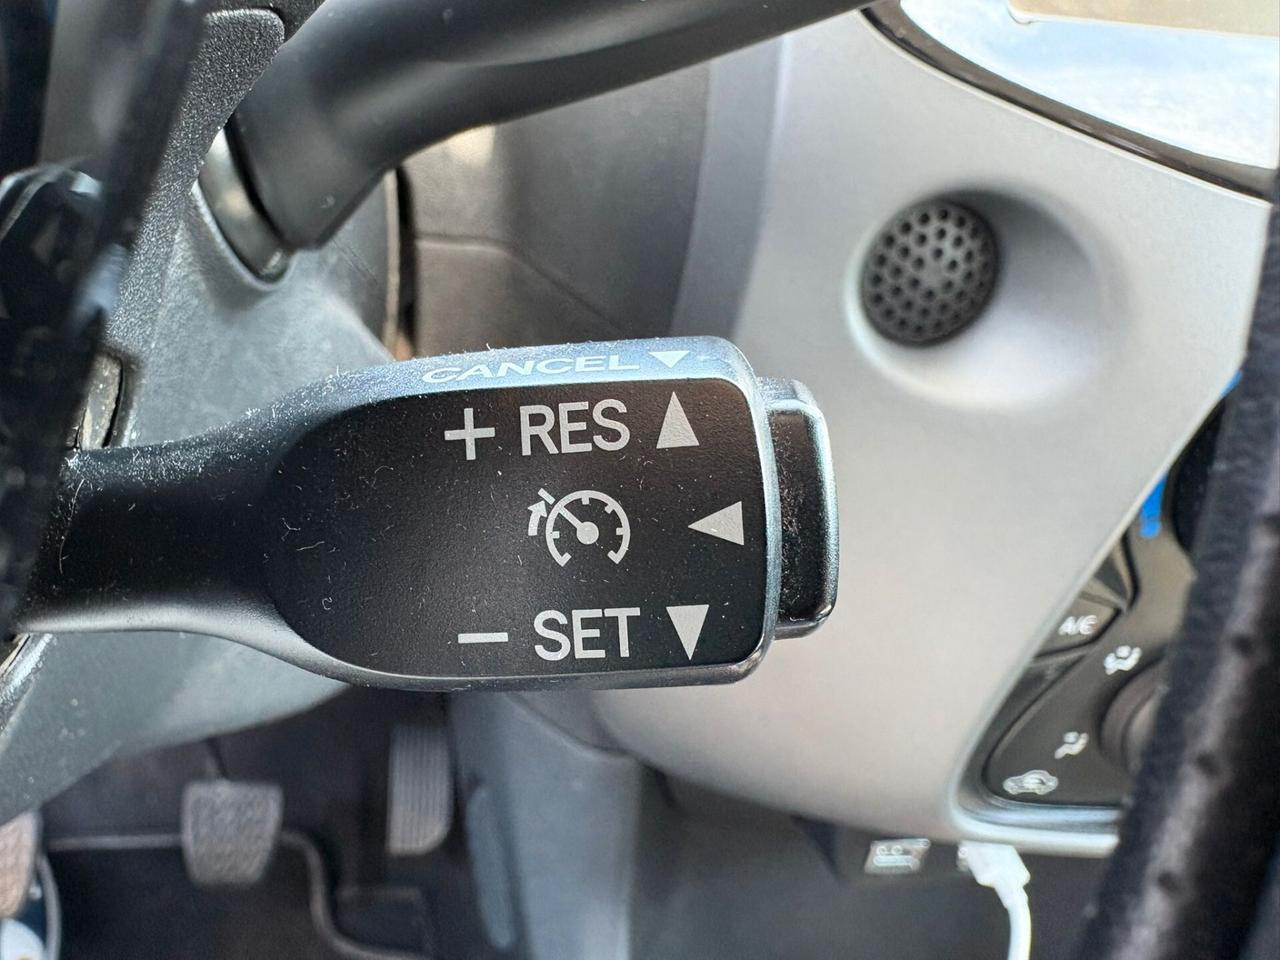 CANCEL ▼
+ RES ▲
◀
− SET ▼
A/C